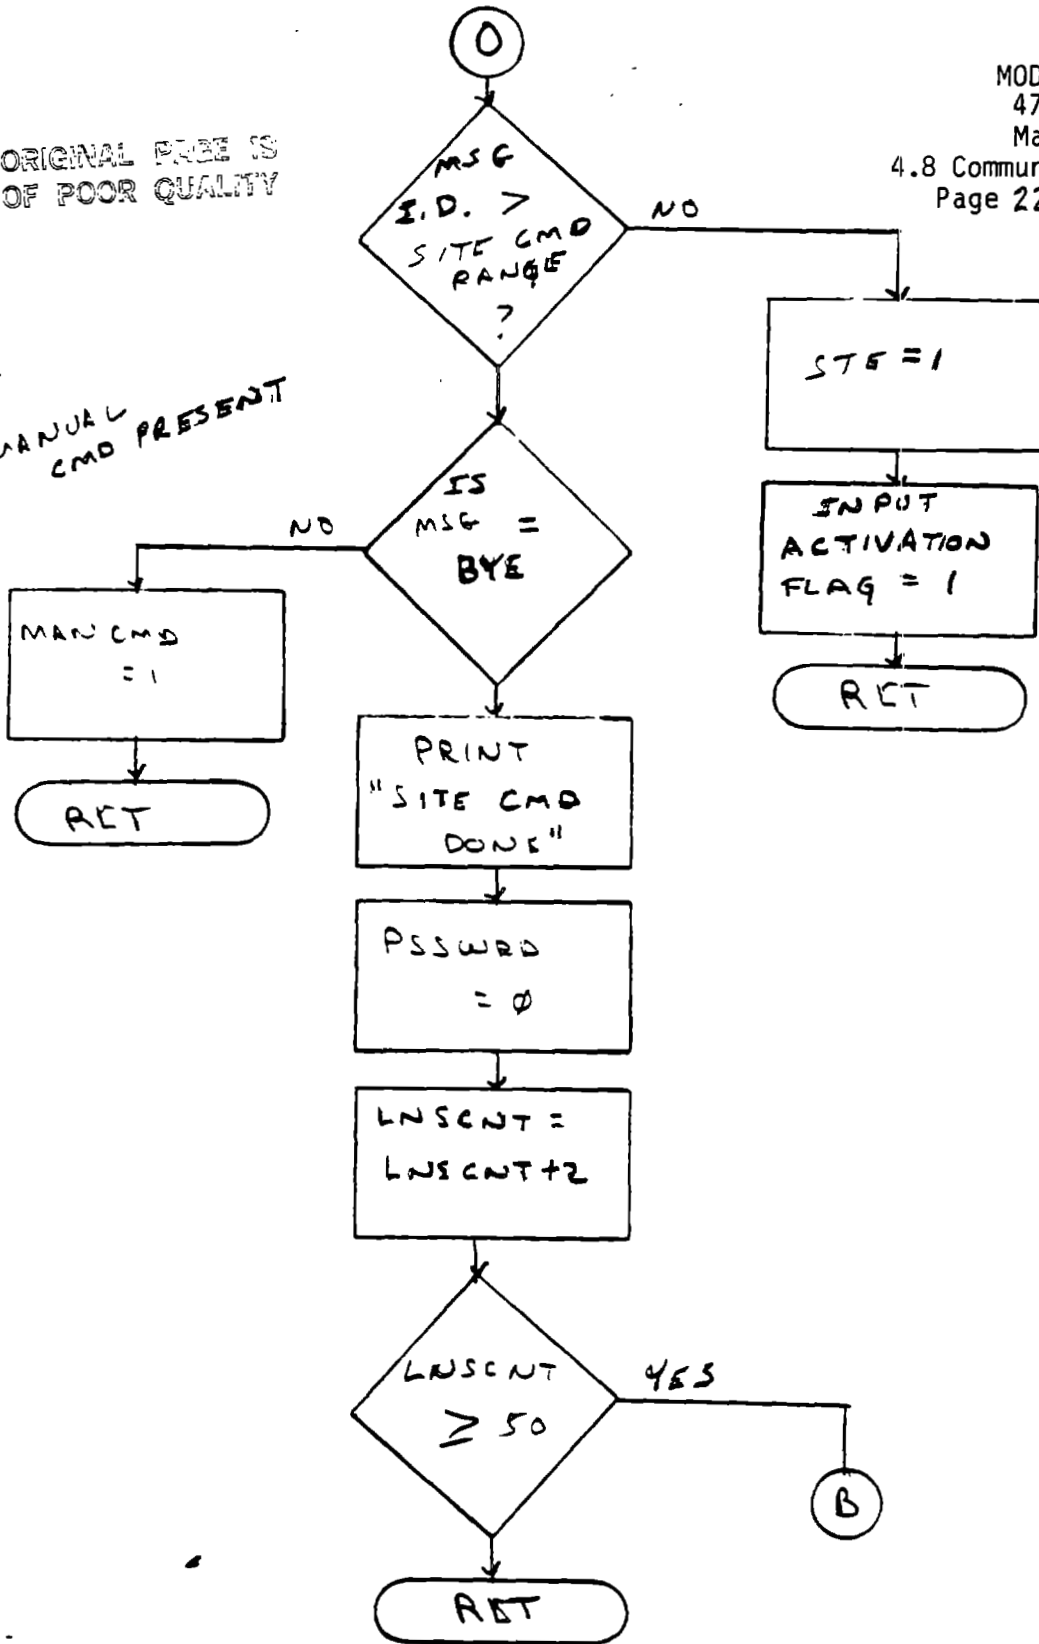 O
MOD
47
Ma
4.8 Commun
Page 22
ORIGINAL PAGE IS
OF POOR QUALITY
MSG
I.D. >
SITE CMD
RANGE
?
NO
STE = 1
MANUAL
CMD PRESENT
INPUT
ACTIVATION
FLAG = 1
RET
IS
MSG =
BYE
NO
MAN CMD
= 1
RET
PRINT
"SITE CMD
DONE"
PSSWRD
= ø
LNSCNT =
LNSCNT+2
LNSCNT
≥ 50
YES
B
RET